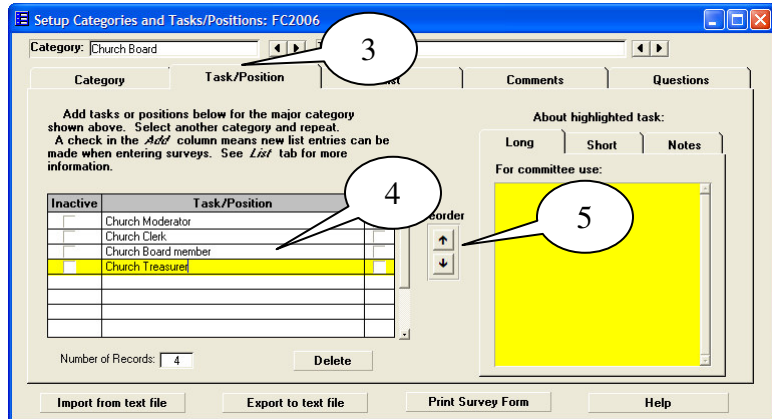 Setup Categories and Tasks/Positions: FC2006
Category: Church Board
3
Category Task/Position Comments Questions
Add tasks or positions below for the major category
shown above. Select another category and repeat.
A check in the Add column means new list entries can be
made when entering surveys. See List tab for more
information.
About highlighted task:
Long Short Notes
For committee use:
Inactive Task/Position
4
Church Moderator
Church Clerk
Church Board member
Church Treasurer
5
Number of Records: 4 Delete
Import from text file Export to text file Print Survey Form Help